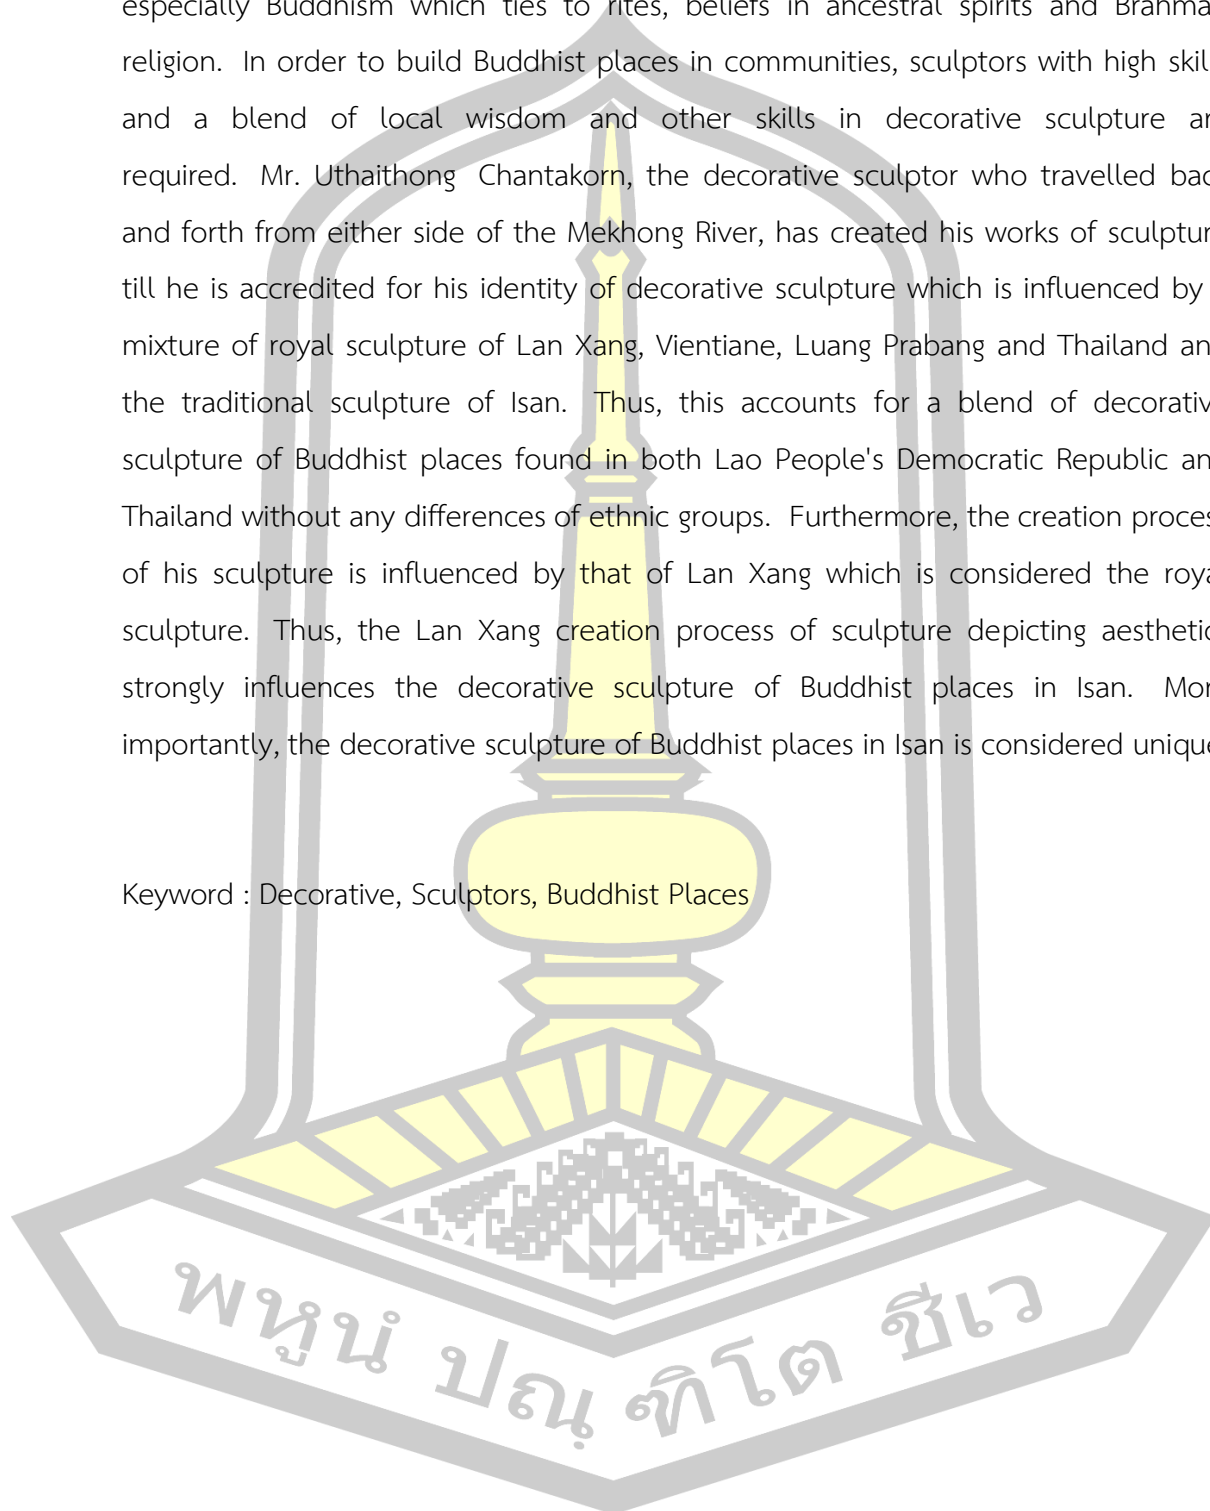 especially Buddhism which ties to rites, beliefs in ancestral spirits and Brahma
religion. In order to build Buddhist places in communities, sculptors with high skil
and a blend of local wisdom and other skills in decorative sculpture ar
required. Mr. Uthaithong Chantakorn, the decorative sculptor who travelled bac
and forth from either side of the Mekhong River, has created his works of sculptur
till he is accredited for his identity of decorative sculpture which is influenced by
mixture of royal sculpture of Lan Xang, Vientiane, Luang Prabang and Thailand an
the traditional sculpture of Isan. Thus, this accounts for a blend of decorativ
sculpture of Buddhist places found in both Lao People's Democratic Republic an
Thailand without any differences of ethnic groups. Furthermore, the creation proces
of his sculpture is influenced by that of Lan Xang which is considered the roya
sculpture. Thus, the Lan Xang creation process of sculpture depicting aesthetic
strongly influences the decorative sculpture of Buddhist places in Isan. Mor
importantly, the decorative sculpture of Buddhist places in Isan is considered unique
Keyword : Decorative, Sculptors, Buddhist Places
พหูนํ ปณฺฑิโต ชีเว